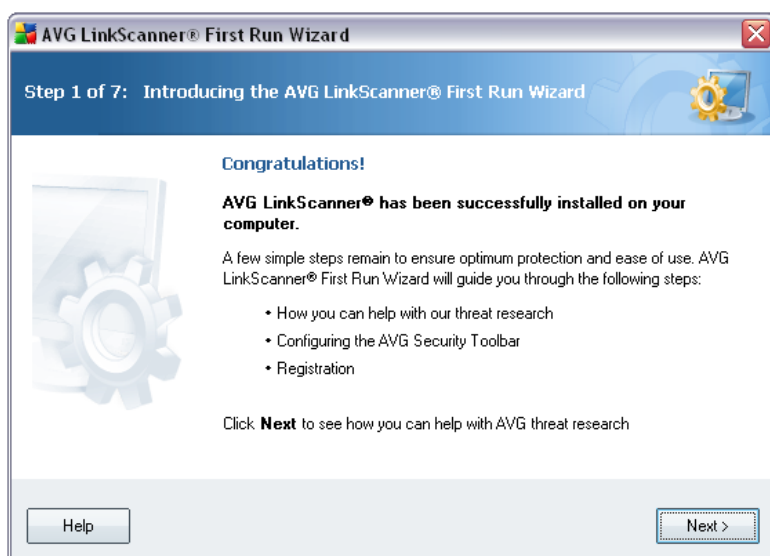 AVG LinkScanner® First Run Wizard
Step 1 of 7: Introducing the AVG LinkScanner® First Run Wizard
Congratulations!
AVG LinkScanner® has been successfully installed on your
computer.
A few simple steps remain to ensure optimum protection and ease of use. AVG
LinkScanner® First Run Wizard will guide you through the following steps:
• How you can help with our threat research
• Configuring the AVG Security Toolbar
• Registration
Click Next to see how you can help with AVG threat research
Help
Next >